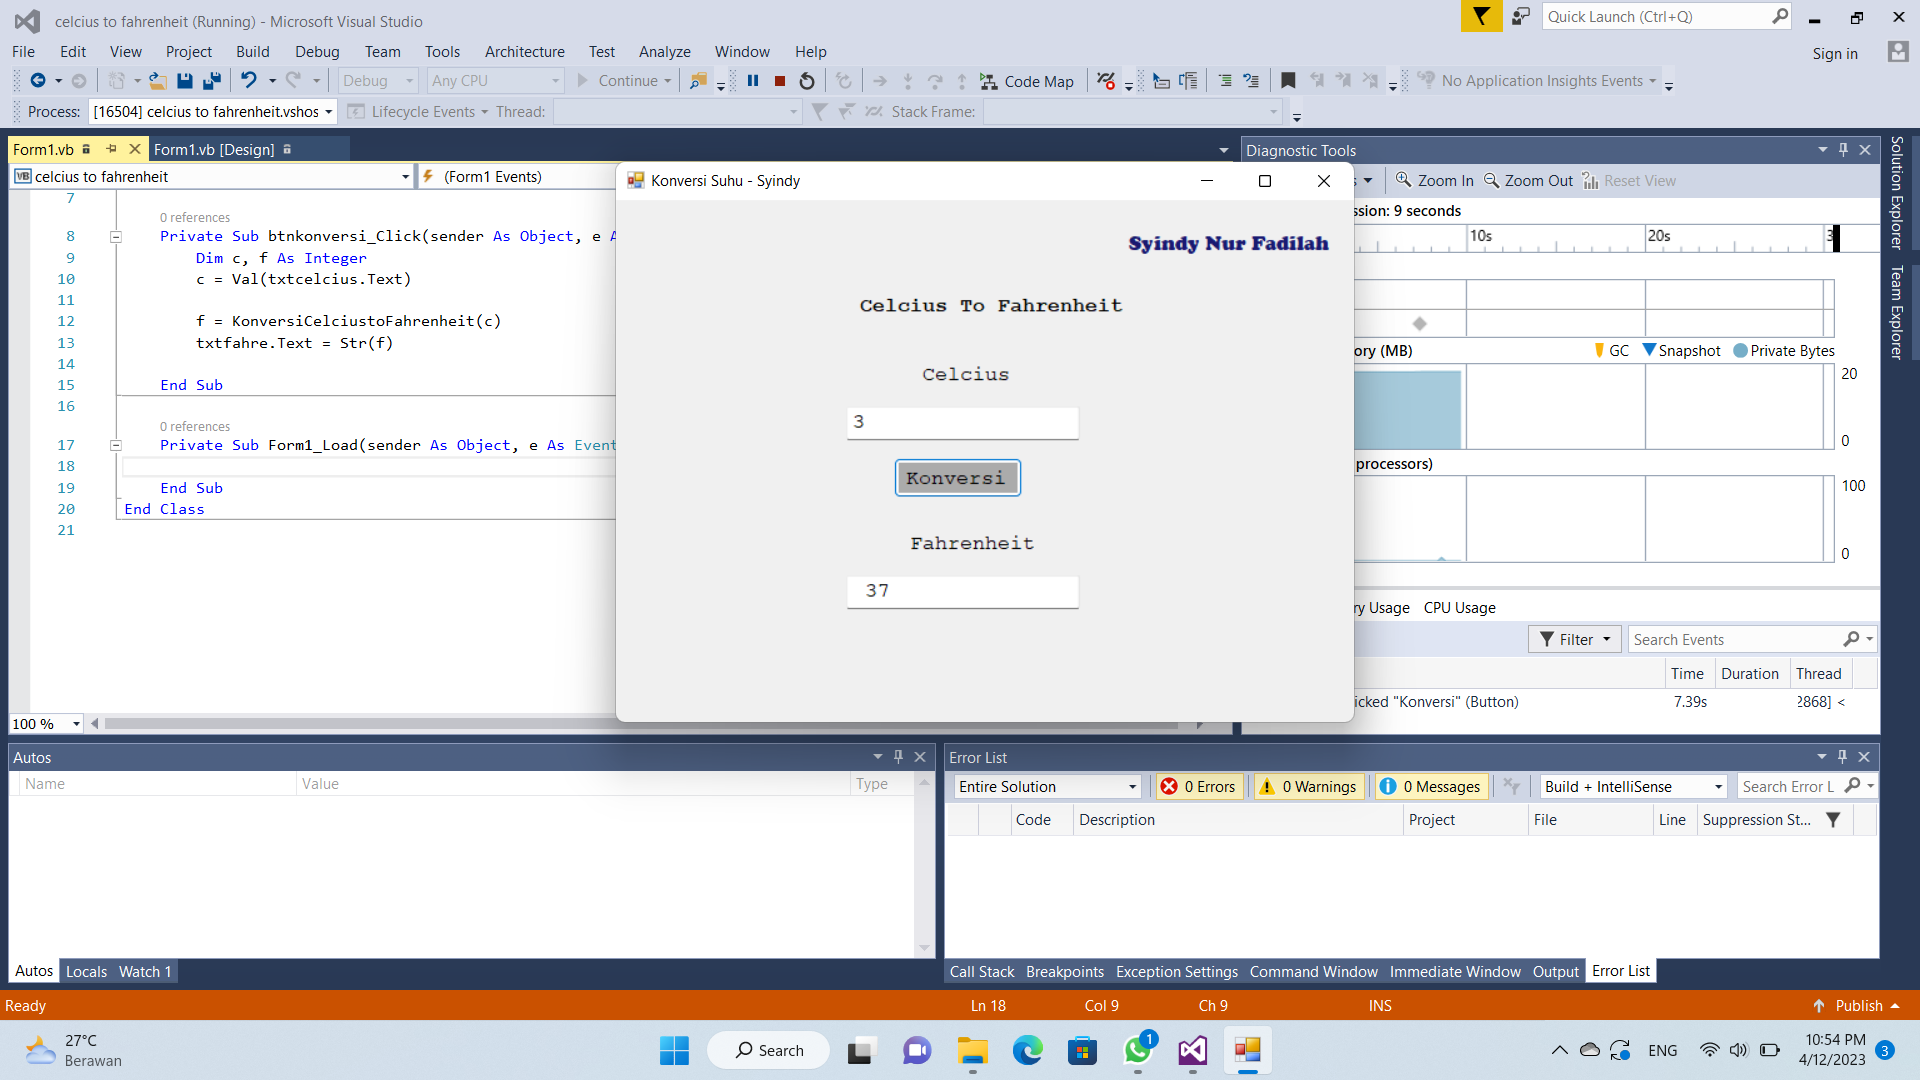 celcius to fahrenheit (Running) - Microsoft Visual Studio
Quick Launch (Ctrl+Q)
File Edit View Project Build Debug Team Tools Architecture Test Analyze Window Help
Sign in
Debug Any CPU Continue Code Map No Application Insights Events
Process: [16504] celcius to fahrenheit.vshos Lifecycle Events Thread: Stack Frame:
Form1.vb Form1.vb [Design]
VB celcius to fahrenheit (Form1 Events)
7
0 references
8 Private Sub btnkonversi_Click(sender As Object, e A
9 Dim c, f As Integer
10 c = Val(txtcelcius.Text)
11
12 f = KonversiCelciustoFahrenheit(c)
13 txtfahre.Text = Str(f)
14
15 End Sub
16
0 references
17 Private Sub Form1_Load(sender As Object, e As Event
18
19 End Sub
20 End Class
21
100 %
Konversi Suhu - Syindy
Syindy Nur Fadilah
Celcius To Fahrenheit
Celcius
3
Konversi
Fahrenheit
37
Diagnostic Tools
s Zoom In Zoom Out Reset View
ssion: 9 seconds
10s 20s 3
ory (MB) GC Snapshot Private Bytes
20
0
processors)
100
0
ry Usage CPU Usage
Filter Search Events
Time Duration Thread
icked "Konversi" (Button) 7.39s 2868] <
Solution Explorer
Team Explorer
Autos
Name Value Type
Autos Locals Watch 1
Error List
Entire Solution 0 Errors 0 Warnings 0 Messages Build + IntelliSense Search Error L
Code Description Project File Line Suppression St...
Call Stack Breakpoints Exception Settings Command Window Immediate Window Output Error List
Ready Ln 18 Col 9 Ch 9 INS Publish
27°C
Berawan
Search
1
ENG
10:54 PM
4/12/2023
3